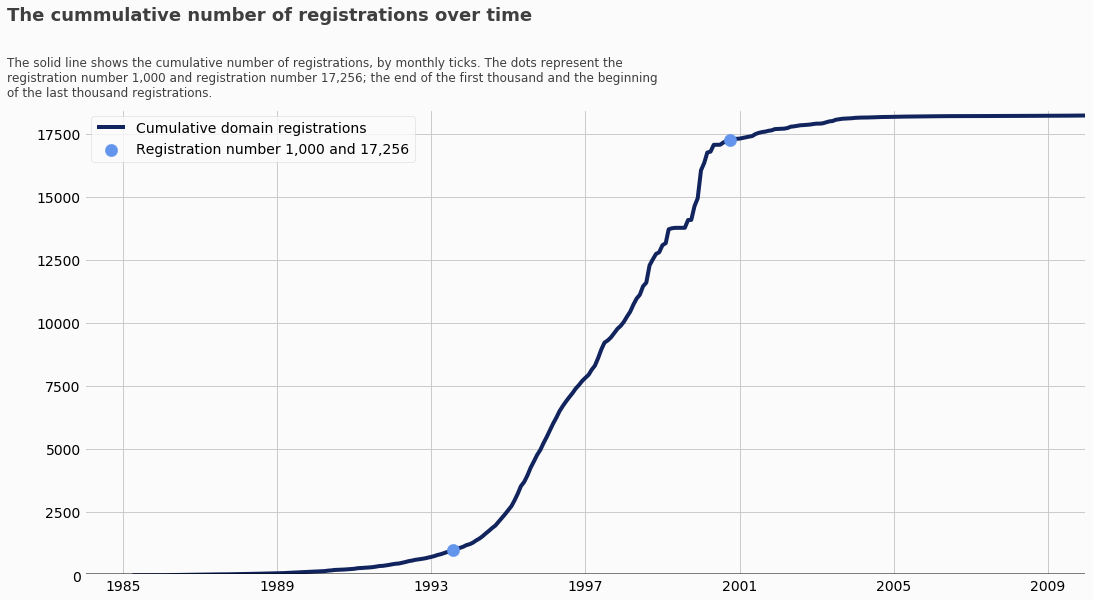 The cummulative number of registrations over time
The solid line shows the cumulative number of registrations, by monthly ticks. The dots represent the
registration number 1,000 and registration number 17,256; the end of the first thousand and the beginning
of the last thousand registrations.
Cumulative domain registrations
Registration number 1,000 and 17,256
17500
15000
12500
10000
7500
5000
2500
0
1985 1989 1993 1997 2001 2005 2009